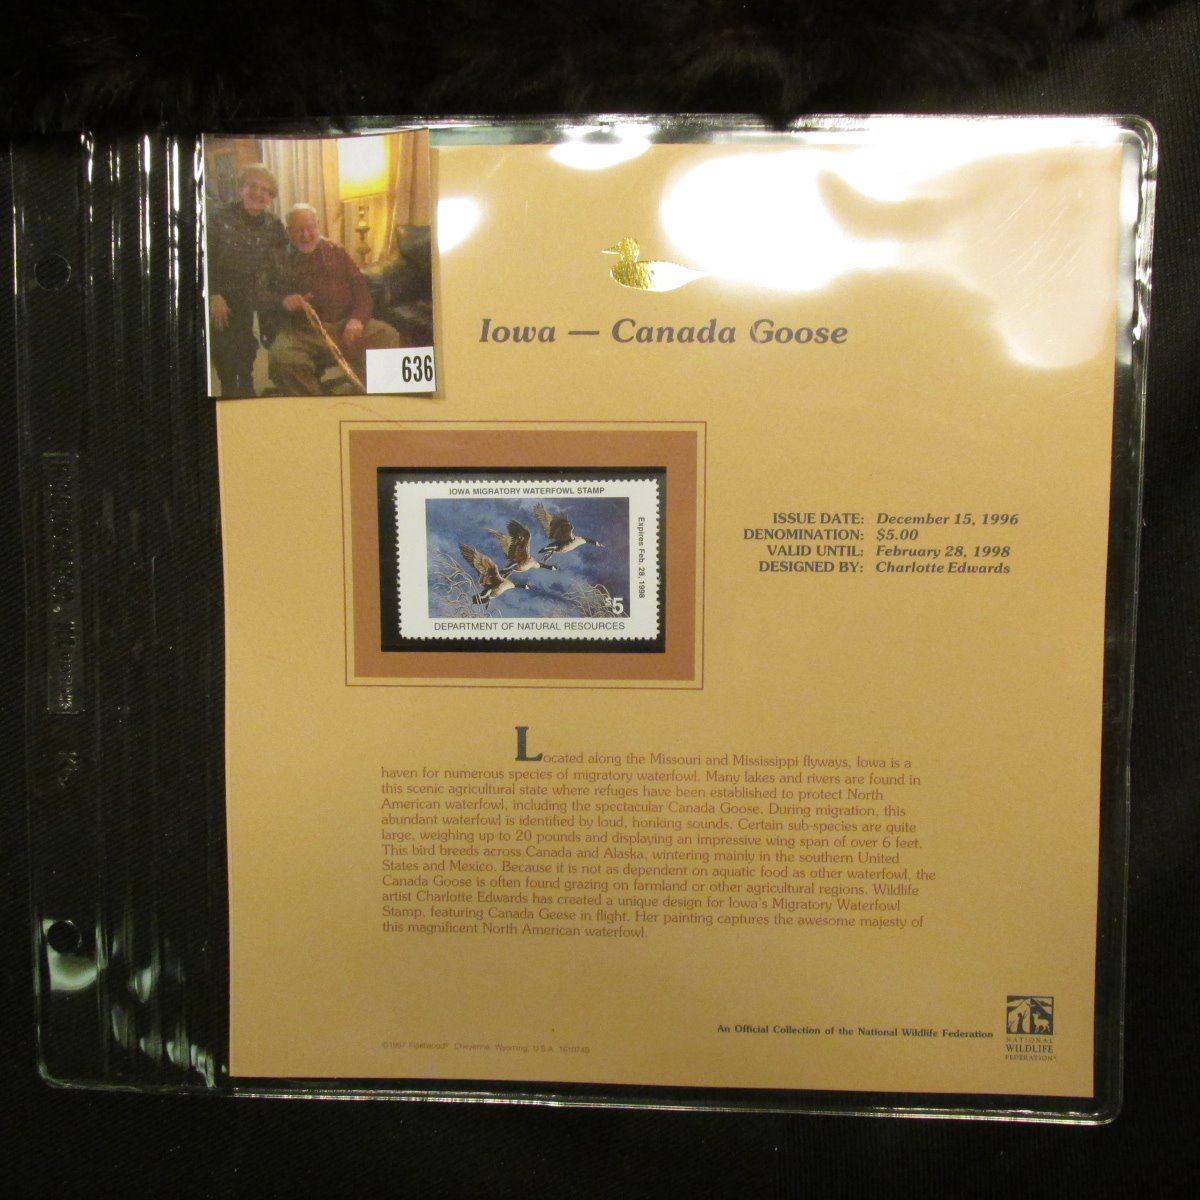 636
Iowa — Canada Goose
IOWA MIGRATORY WATERFOWL STAMP
Expires Feb. 28, 1998
$5
DEPARTMENT OF NATURAL RESOURCES
ISSUE DATE: December 15, 1996
DENOMINATION: $5.00
VALID UNTIL: February 28, 1998
DESIGNED BY: Charlotte Edwards
Located along the Missouri and Mississippi flyways, Iowa is a
haven for numerous species of migratory waterfowl. Many lakes and rivers are found in
this scenic agricultural state where refuges have been established to protect North
American waterfowl, including the spectacular Canada Goose. During migration, this
abundant waterfowl is identified by loud, honking sounds. Certain sub-species are quite
large, weighing up to 20 pounds and displaying an impressive wing span of over 6 feet.
This bird breeds across Canada and Alaska, wintering mainly in the southern United
States and Mexico. Because it is not as dependent on aquatic food as other waterfowl, the
Canada Goose is often found grazing on farmland or other agricultural regions. Wildlife
artist Charlotte Edwards has created a unique design for Iowa's Migratory Waterfowl
Stamp, featuring Canada Geese in flight. Her painting captures the awesome majesty of
this magnificent North American waterfowl.
An Official Collection of the National Wildlife Federation
NATIONAL
WILDLIFE
FEDERATION®
©1997 Fleetwood® Cheyenne, Wyoming, U.S.A.